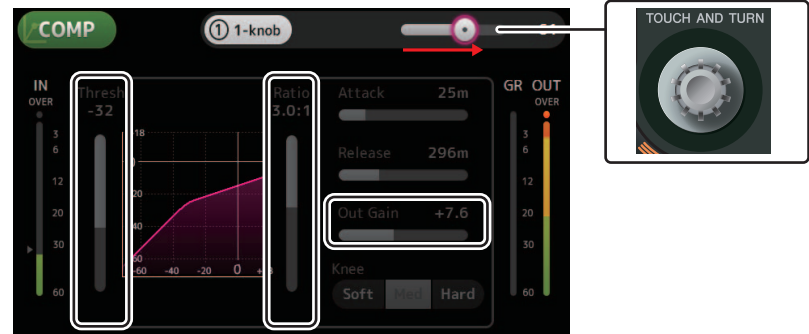 COMP
① 1-knob
TOUCH AND TURN
IN
OVER
3
6
12
20
30
60
Thresh
-32
18
0
20
40
60
-60 -40 -20 0
Ratio
3.0:1
Attack 25m
Release 296m
Out Gain +7.6
Knee
Soft Med Hard
GR OUT
OVER
3
6
12
20
30
60